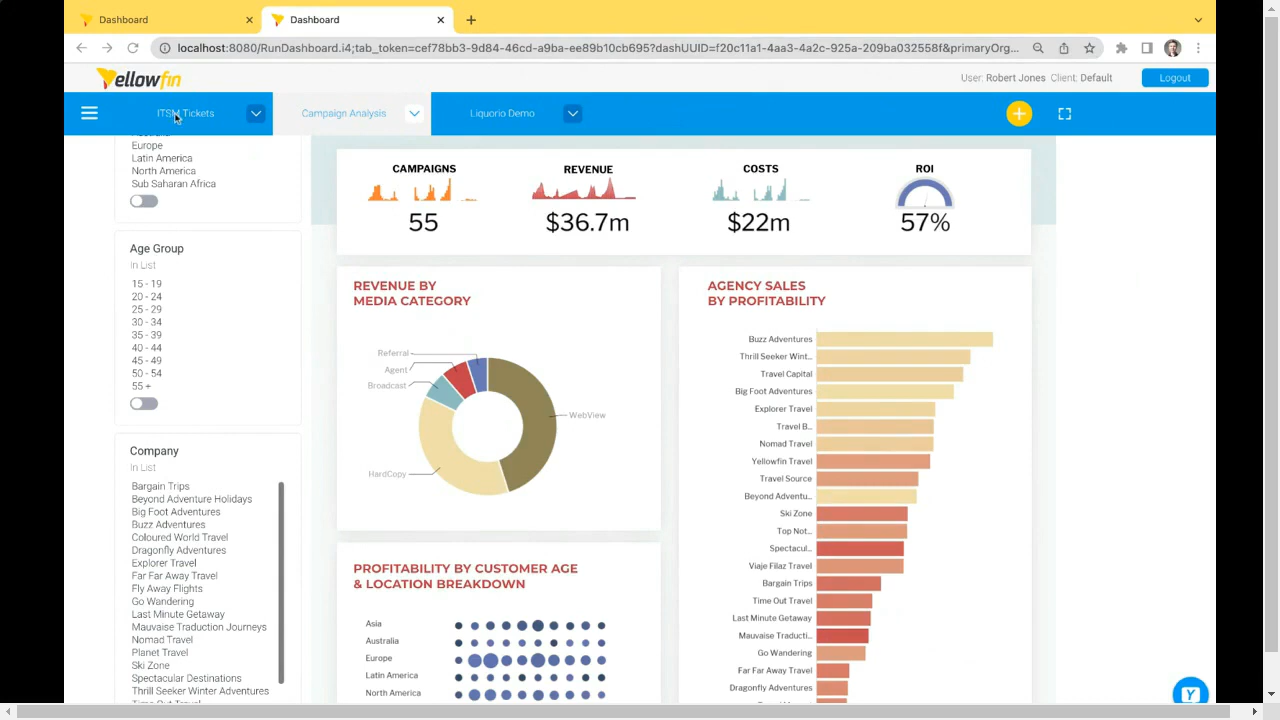 Dashboard
Dashboard
localhost:8080/RunDashboard.i4;tab_token=cef78bb3-9d84-46cd-a9ba-ee89b10cb695?dashUUID=f20c11a1-4aa3-4a2c-925a-209ba032558f&primaryOrg...
Yellowfin
User: Robert Jones Client: Default
Logout
ITSM Tickets
Campaign Analysis
Liquorio Demo
Europe
Latin America
North America
Sub Saharan Africa
Age Group
In List
15 - 19
20 - 24
25 - 29
30 - 34
35 - 39
40 - 44
45 - 49
50 - 54
55 +
Company
In List
Bargain Trips
Beyond Adventure Holidays
Big Foot Adventures
Buzz Adventures
Coloured World Travel
Dragonfly Adventures
Explorer Travel
Far Far Away Travel
Fly Away Flights
Go Wandering
Last Minute Getaway
Mauvaise Traduction Journeys
Nomad Travel
Planet Travel
Ski Zone
Spectacular Destinations
Thrill Seeker Winter Adventures
CAMPAIGNS
55
REVENUE
$36.7m
COSTS
$22m
ROI
57%
REVENUE BY
MEDIA CATEGORY
Referral
Agent
Broadcast
WebView
HardCopy
PROFITABILITY BY CUSTOMER AGE
& LOCATION BREAKDOWN
Asia
Australia
Europe
Latin America
North America
AGENCY SALES
BY PROFITABILITY
Buzz Adventures
Thrill Seeker Wint...
Travel Capital
Big Foot Adventures
Explorer Travel
Travel B...
Nomad Travel
Yellowfin Travel
Travel Source
Beyond Adventu...
Ski Zone
Top Not...
Spectacul...
Viaje Filaz Travel
Bargain Trips
Time Out Travel
Last Minute Getaway
Mauvaise Traducti...
Go Wandering
Far Far Away Travel
Dragonfly Adventures
Y